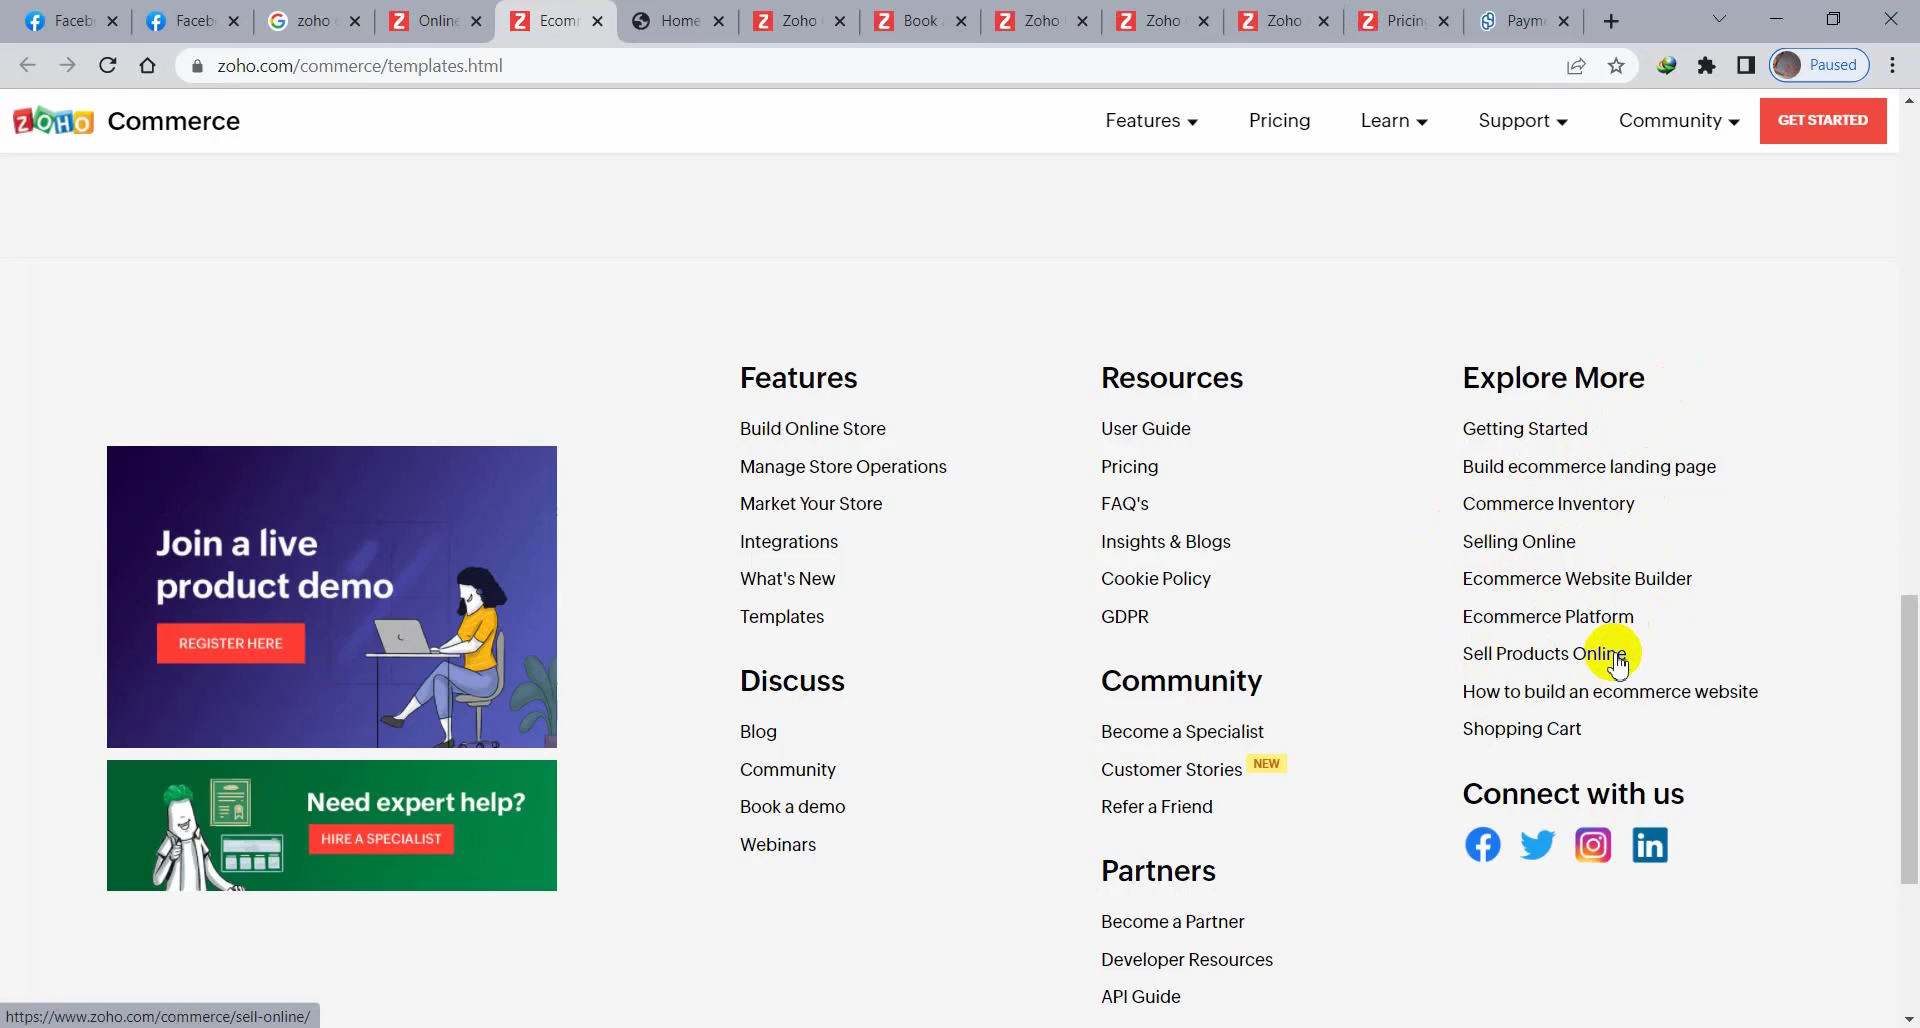 Faceb
Faceb
zoho
Online
Ecom
Home
Zoho
Book
Zoho
Zoho
Zoho
Pricin
Paym
zoho.com/commerce/templates.html
Paused
ZOHO Commerce
Features
Pricing
Learn
Support
Community
GET STARTED
Join a live
product demo
REGISTER HERE
Need expert help?
HIRE A SPECIALIST
Features
Build Online Store
Manage Store Operations
Market Your Store
Integrations
What's New
Templates
Discuss
Blog
Community
Book a demo
Webinars
Resources
User Guide
Pricing
FAQ's
Insights & Blogs
Cookie Policy
GDPR
Community
Become a Specialist
Customer Stories NEW
Refer a Friend
Partners
Become a Partner
Developer Resources
API Guide
Explore More
Getting Started
Build ecommerce landing page
Commerce Inventory
Selling Online
Ecommerce Website Builder
Ecommerce Platform
Sell Products Online
How to build an ecommerce website
Shopping Cart
Connect with us
https://www.zoho.com/commerce/sell-online/